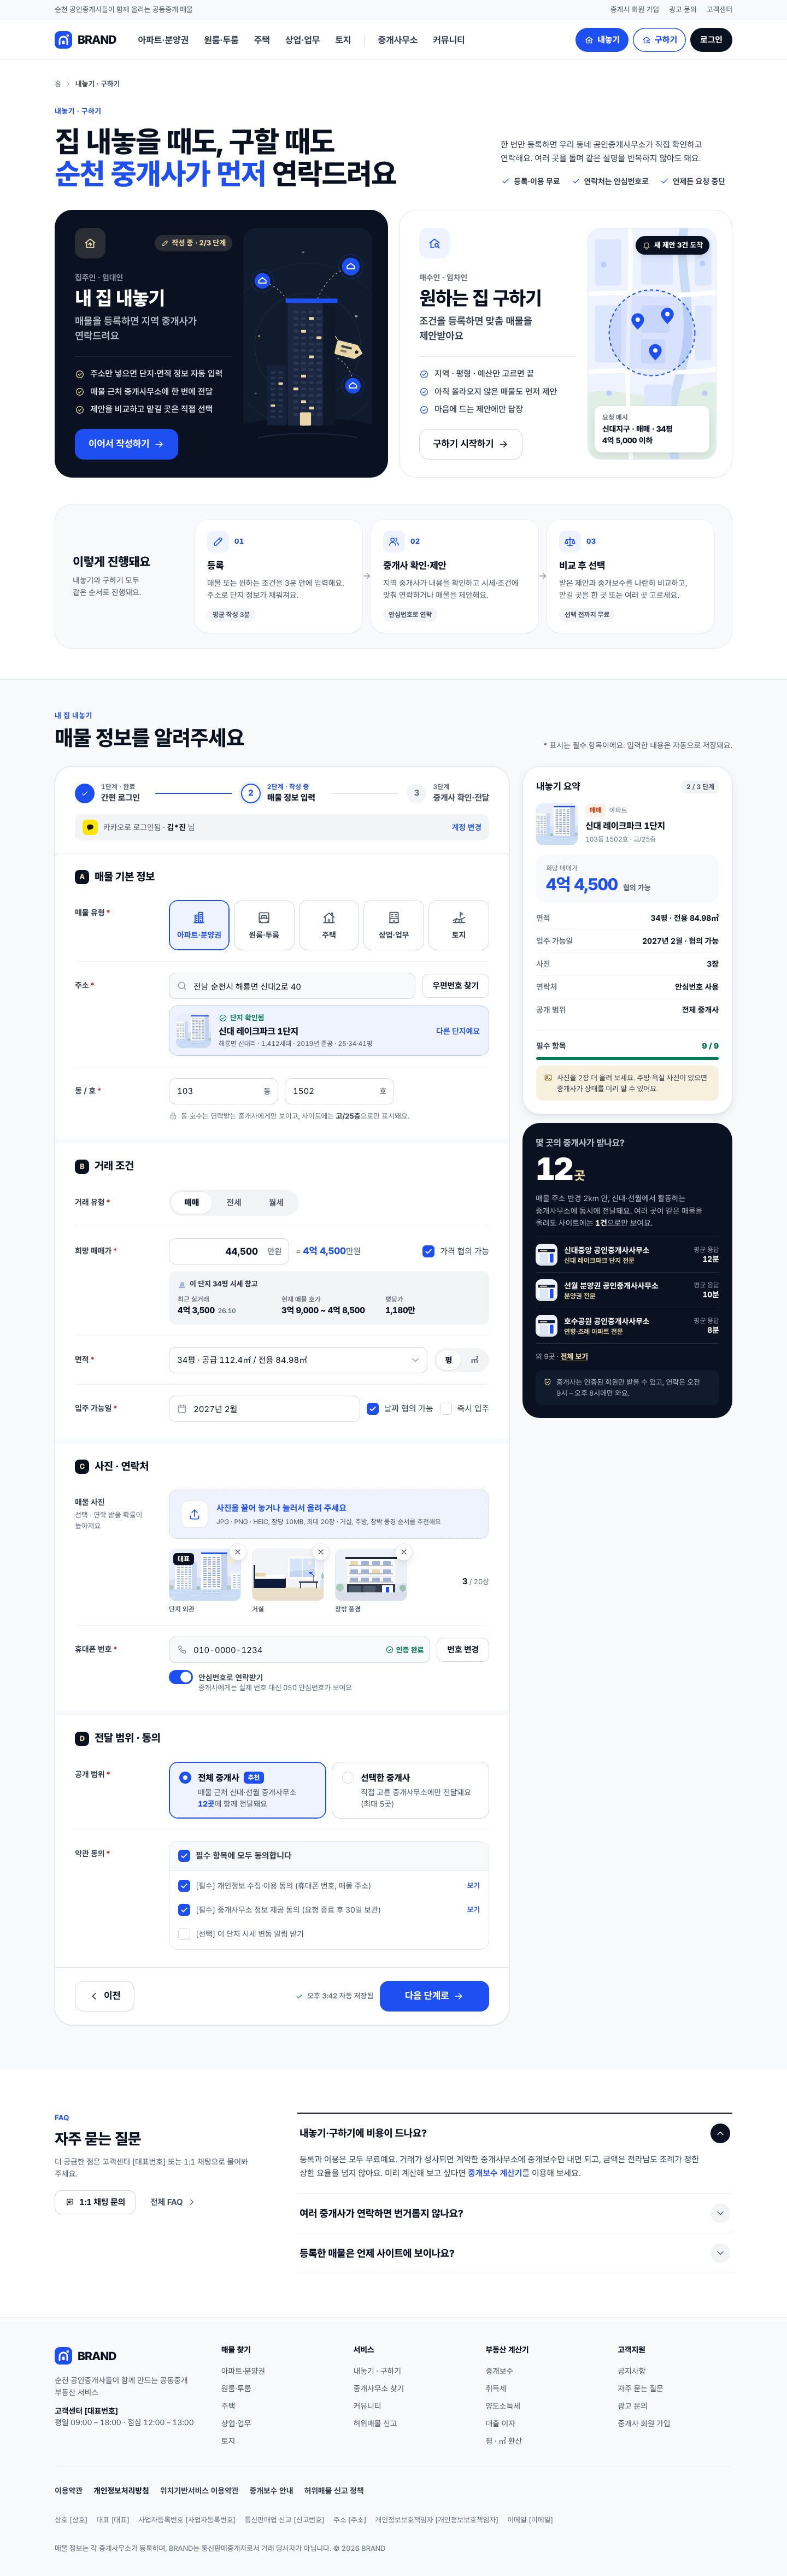 순천 공인중개사들이 함께 올리는 공동중개 매물
중개사 회원 가입 광고 문의 고객센터
BRAND 아파트·분양권 원룸·투룸 주택 상업·업무 토지 중개사무소 커뮤니티 내놓기 구하기 로그인
홈 내놓기 · 구하기
내놓기 · 구하기
집 내놓을 때도, 구할 때도
순천 중개사가 먼저 연락드려요
한 번만 등록하면 우리 동네 공인중개사무소가 직접 확인하고
연락해요. 여러 곳을 돌며 같은 설명을 반복하지 않아도 돼요.
등록·이용 무료 연락처는 안심번호로 언제든 요청 중단
작성 중 · 2/3 단계
집주인 · 임대인
내 집 내놓기
매물을 등록하면 지역 중개사가
연락드려요
주소만 넣으면 단지·면적 정보 자동 입력
매물 근처 중개사무소에 한 번에 전달
제안을 비교하고 맡길 곳은 직접 선택
이어서 작성하기
매수인 · 임차인
원하는 집 구하기
조건을 등록하면 맞춤 매물을
제안받아요
지역 · 평형 · 예산만 고르면 끝
아직 올라오지 않은 매물도 먼저 제안
마음에 드는 제안에만 답장
구하기 시작하기
새 제안 3건 도착
요청 예시
신대지구 · 매매 · 34평
4억 5,000 이하
이렇게 진행돼요
내놓기와 구하기 모두
같은 순서로 진행돼요.
01
등록
매물 또는 원하는 조건을 3분 안에 입력해요.
주소로 단지 정보가 채워져요.
평균 작성 3분
02
중개사 확인·제안
지역 중개사가 내용을 확인하고 시세·조건에
맞춰 연락하거나 매물을 제안해요.
안심번호로 연락
03
비교 후 선택
받은 제안과 중개보수를 나란히 비교하고,
맡길 곳을 한 곳 또는 여러 곳 고르세요.
선택 전까지 무료
내 집 내놓기
매물 정보를 알려주세요
* 표시는 필수 항목이에요. 입력한 내용은 자동으로 저장돼요.
1단계 · 완료
간편 로그인
2
2단계 · 작성 중
매물 정보 입력
3
3단계
중개사 확인·전달
카카오로 로그인됨 · 김*진 님 계정 변경
A 매물 기본 정보
매물 유형 *
아파트·분양권 원룸·투룸 주택 상업·업무 토지
주소 *
전남 순천시 해룡면 신대2로 40 우편번호 찾기
단지 확인됨
신대 레이크파크 1단지
해룡면 신대리 · 1,412세대 · 2019년 준공 · 25·34·41평
다른 단지예요
동 / 호 *
103 동 1502 호
동·호수는 연락받는 중개사에게만 보이고, 사이트에는 고/25층으로만 표시돼요.
B 거래 조건
거래 유형 *
매매 전세 월세
희망 매매가 *
44,500 만원 = 4억 4,500만원 가격 협의 가능
이 단지 34평 시세 참고
최근 실거래 현재 매물 호가 평당가
4억 3,500 26.10 3억 9,000 ~ 4억 8,500 1,180만
면적 *
34평 · 공급 112.4㎡ / 전용 84.98㎡ 평 ㎡
입주 가능일 *
2027년 2월 날짜 협의 가능 즉시 입주
C 사진 · 연락처
매물 사진
선택 · 연락 받을 확률이
높아져요
사진을 끌어 놓거나 눌러서 올려 주세요
JPG · PNG · HEIC, 장당 10MB, 최대 20장 · 거실, 주방, 창밖 풍경 순서를 추천해요
대표
단지 외관 거실 창밖 풍경
3 / 20장
휴대폰 번호 *
010-0000-1234 인증 완료 번호 변경
안심번호로 연락받기
중개사에게는 실제 번호 대신 050 안심번호가 보여요
D 전달 범위 · 동의
공개 범위 *
전체 중개사 추천
매물 근처 신대·선월 중개사무소
12곳에 함께 전달돼요
선택한 중개사
직접 고른 중개사무소에만 전달돼요
(최대 5곳)
약관 동의 *
필수 항목에 모두 동의합니다
[필수] 개인정보 수집·이용 동의 (휴대폰 번호, 매물 주소) 보기
[필수] 중개사무소 정보 제공 동의 (요청 종료 후 30일 보관) 보기
[선택] 이 단지 시세 변동 알림 받기
이전 오후 3:42 자동 저장됨 다음 단계로
내놓기 요약 2 / 3 단계
매매 아파트
신대 레이크파크 1단지
103동 1502호 · 고/25층
희망 매매가
4억 4,500 협의 가능
면적 34평 · 전용 84.98㎡
입주 가능일 2027년 2월 · 협의 가능
사진 3장
연락처 안심번호 사용
공개 범위 전체 중개사
필수 항목 9 / 9
사진을 2장 더 올려 보세요. 주방·욕실 사진이 있으면
중개사가 상태를 미리 알 수 있어요.
몇 곳의 중개사가 받나요?
12곳
매물 주소 반경 2km 안, 신대·선월에서 활동하는
중개사무소에 동시에 전달돼요. 여러 곳이 같은 매물을
올려도 사이트에는 1건으로만 보여요.
신대중앙 공인중개사사무소
신대 레이크파크 단지 전문
평균 응답
12분
선월 분양권 공인중개사사무소
분양권 전문
평균 응답
10분
호수공원 공인중개사사무소
연향·조례 아파트 전문
평균 응답
8분
외 9곳 · 전체 보기
중개사는 인증된 회원만 받을 수 있고, 연락은 오전
9시 – 오후 8시에만 와요.
FAQ
자주 묻는 질문
더 궁금한 점은 고객센터 [대표번호] 또는 1:1 채팅으로 물어봐
주세요.
1:1 채팅 문의 전체 FAQ
내놓기·구하기에 비용이 드나요?
등록과 이용은 모두 무료예요. 거래가 성사되면 계약한 중개사무소에 중개보수만 내면 되고, 금액은 전라남도 조례가 정한
상한 요율을 넘지 않아요. 미리 계산해 보고 싶다면 중개보수 계산기를 이용해 보세요.
여러 중개사가 연락하면 번거롭지 않나요?
등록한 매물은 언제 사이트에 보이나요?
BRAND
순천 공인중개사들이 함께 만드는 공동중개
부동산 서비스
고객센터 [대표번호]
평일 09:00 – 18:00 · 점심 12:00 – 13:00
매물 찾기
아파트·분양권
원룸·투룸
주택
상업·업무
토지
서비스
내놓기 · 구하기
중개사무소 찾기
커뮤니티
허위매물 신고
부동산 계산기
중개보수
취득세
양도소득세
대출 이자
평 · ㎡ 환산
고객지원
공지사항
자주 묻는 질문
광고 문의
중개사 회원 가입
이용약관 개인정보처리방침 위치기반서비스 이용약관 중개보수 안내 허위매물 신고 정책
상호 [상호] 대표 [대표] 사업자등록번호 [사업자등록번호] 통신판매업 신고 [신고번호] 주소 [주소] 개인정보보호책임자 [개인정보보호책임자] 이메일 [이메일]
매물 정보는 각 중개사무소가 등록하며, BRAND는 통신판매중개자로서 거래 당사자가 아닙니다. © 2026 BRAND